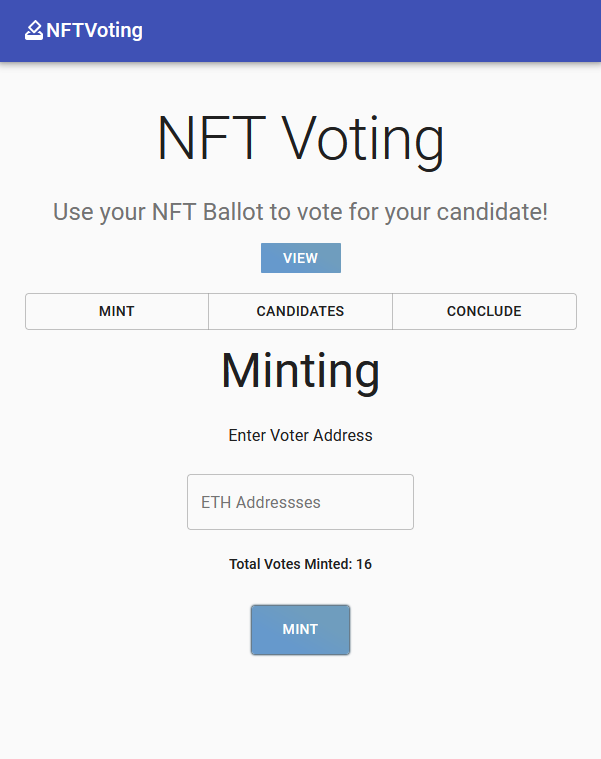 NFTVoting
NFT Voting
Use your NFT Ballot to vote for your candidate!
VIEW
MINT CANDIDATES CONCLUDE
Minting
Enter Voter Address
ETH Addressses
Total Votes Minted: 16
MINT